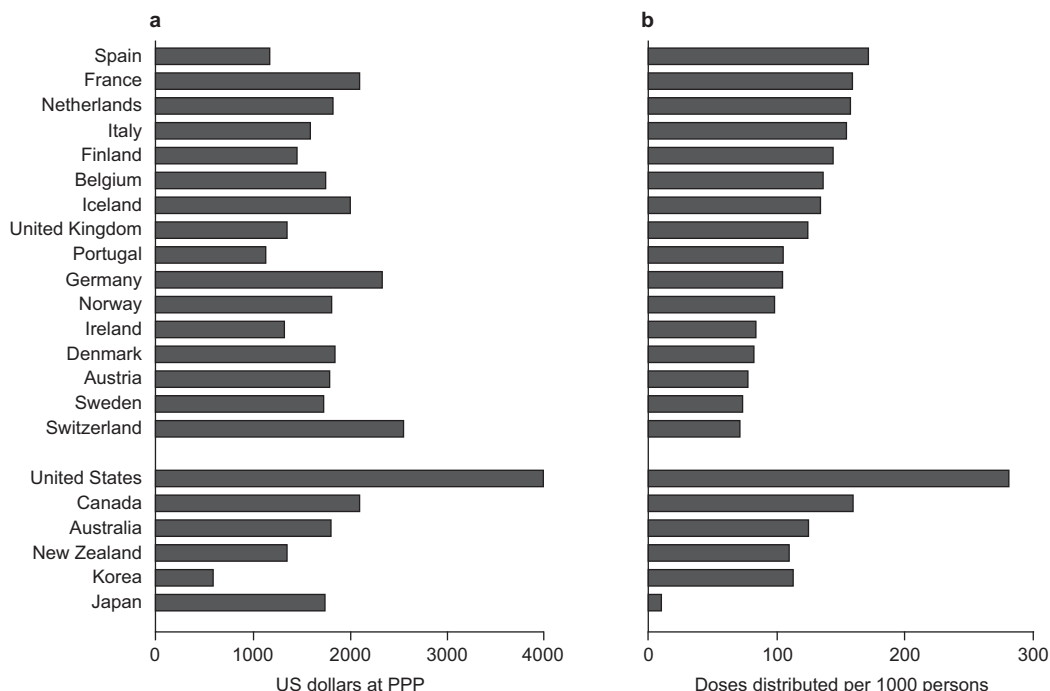 a
b
Spain
France
Netherlands
Italy
Finland
Belgium
Iceland
United Kingdom
Portugal
Germany
Norway
Ireland
Denmark
Austria
Sweden
Switzerland
United States
Canada
Australia
New Zealand
Korea
Japan
0 1000 2000 3000 4000
US dollars at PPP
0 100 200 300
Doses distributed per 1000 persons